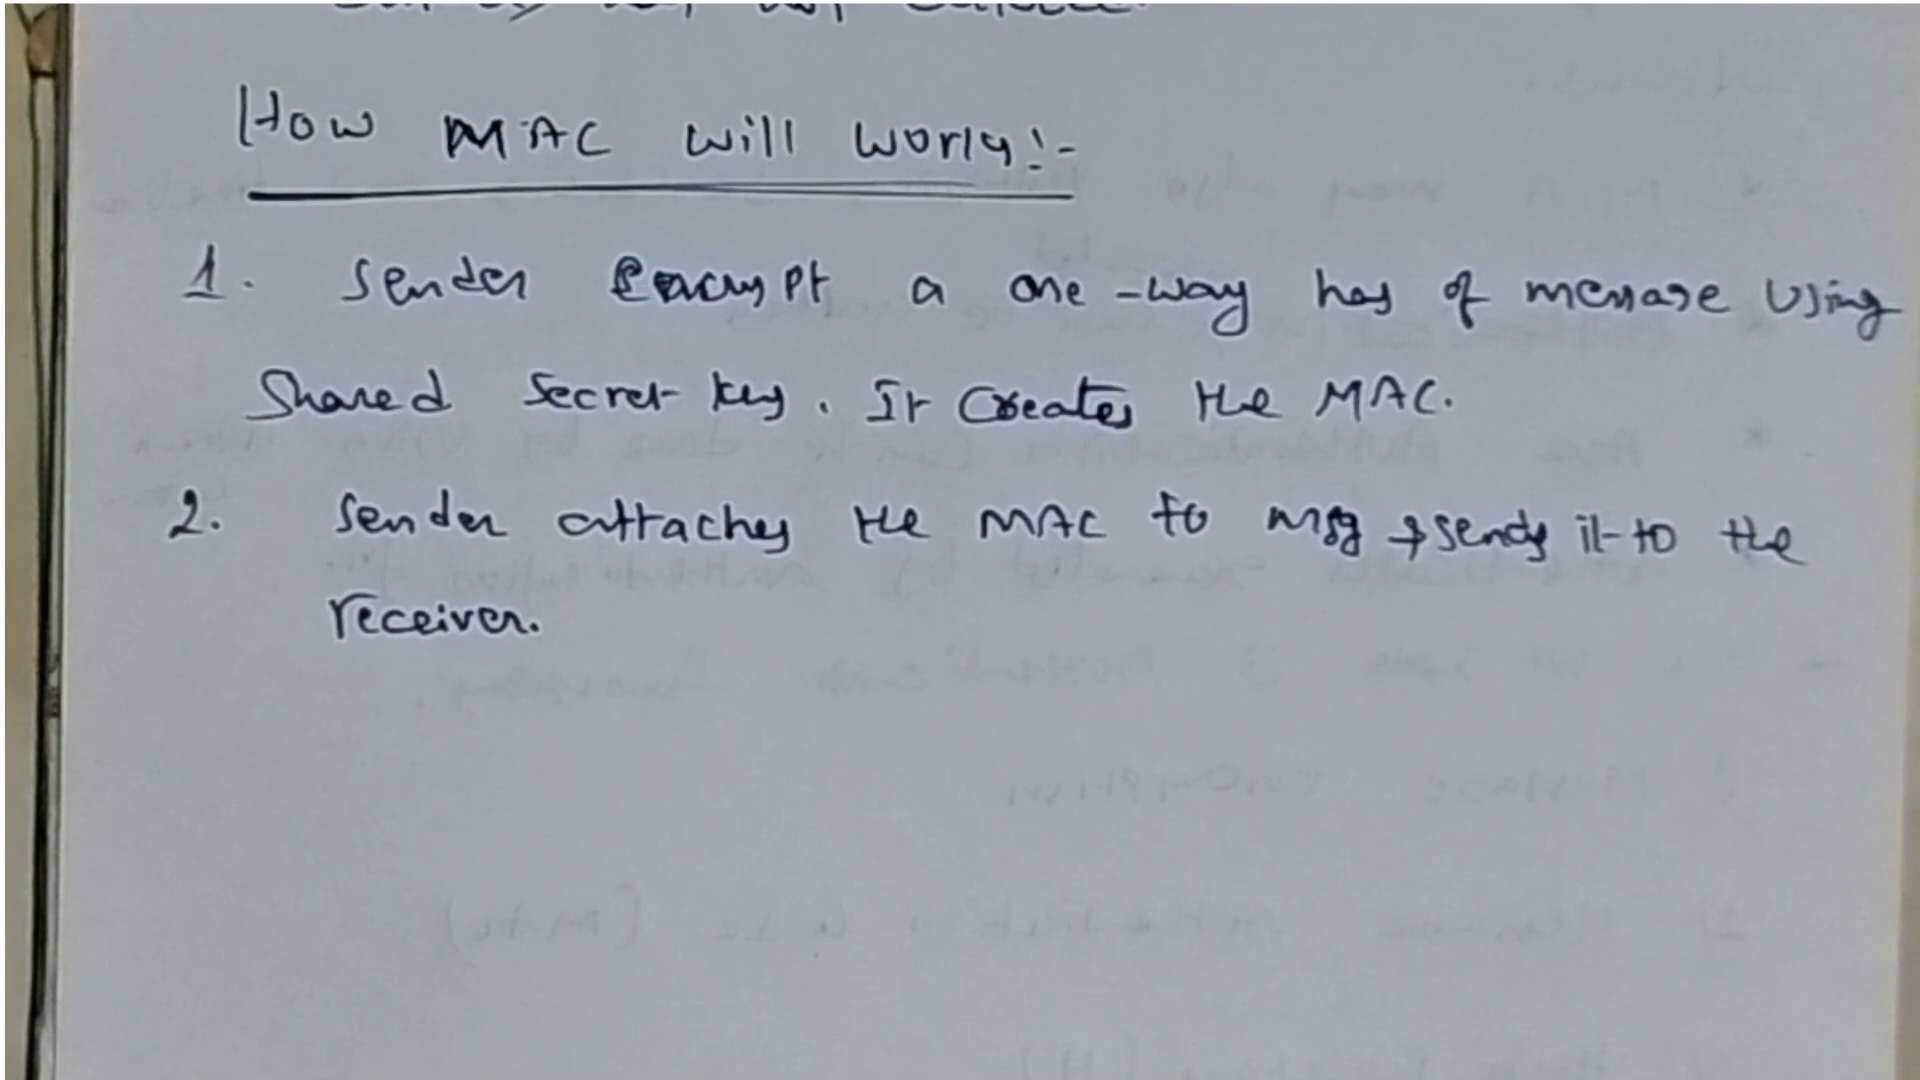 How MAC will work:-
1. Sender encrypt a one-way has of message using
Shared secret key. It creates the MAC.
2. Sender attaches the MAC to msg & sends it to the
receiver.